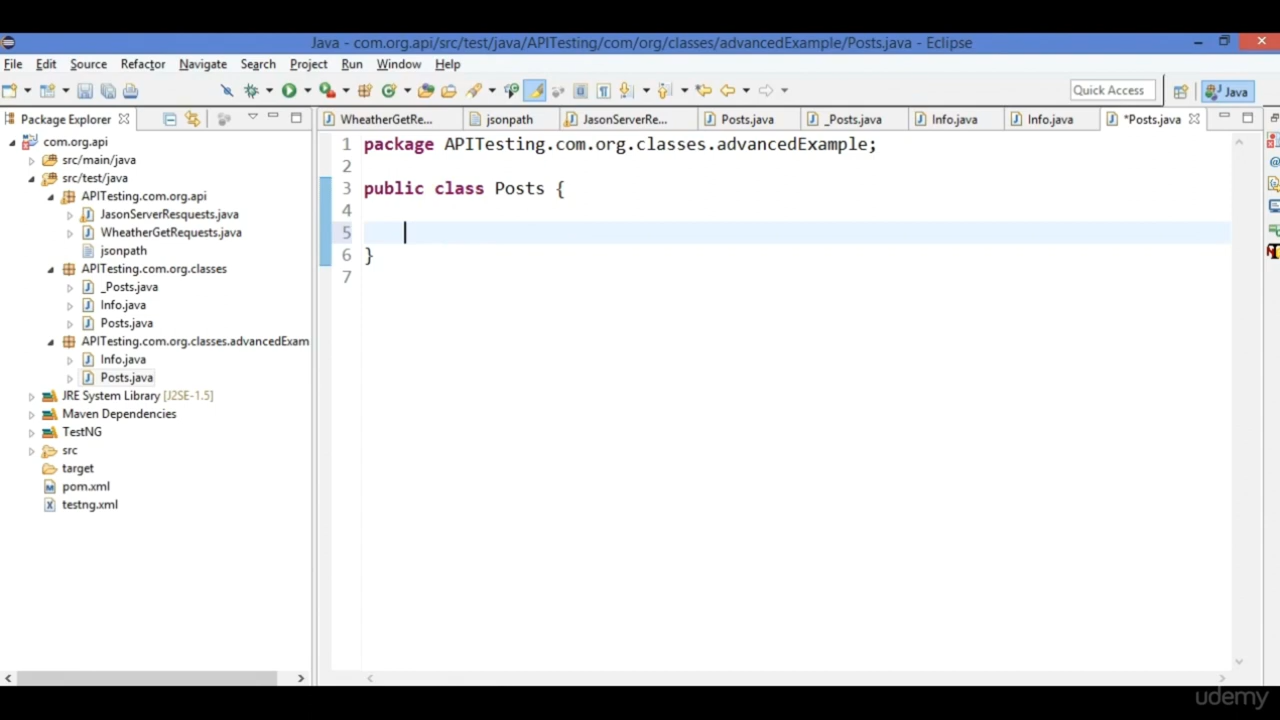 Java - com.org.api/src/test/java/APITesting/com/org/classes/advancedExample/Posts.java - Eclipse
File Edit Source Refactor Navigate Search Project Run Window Help
Quick Access
Java
Package Explorer
WheatherGetRe...
jsonpath
JasonServerRe...
Posts.java
_Posts.java
Info.java
Info.java
*Posts.java
com.org.api
src/main/java
src/test/java
APITesting.com.org.api
JasonServerResquests.java
WheatherGetRequests.java
jsonpath
APITesting.com.org.classes
_Posts.java
Info.java
Posts.java
APITesting.com.org.classes.advancedExam
Info.java
Posts.java
JRE System Library [J2SE-1.5]
Maven Dependencies
TestNG
src
target
pom.xml
testng.xml
1 package APITesting.com.org.classes.advancedExample;
2
3 public class Posts {
4
5
6 }
7
udemy